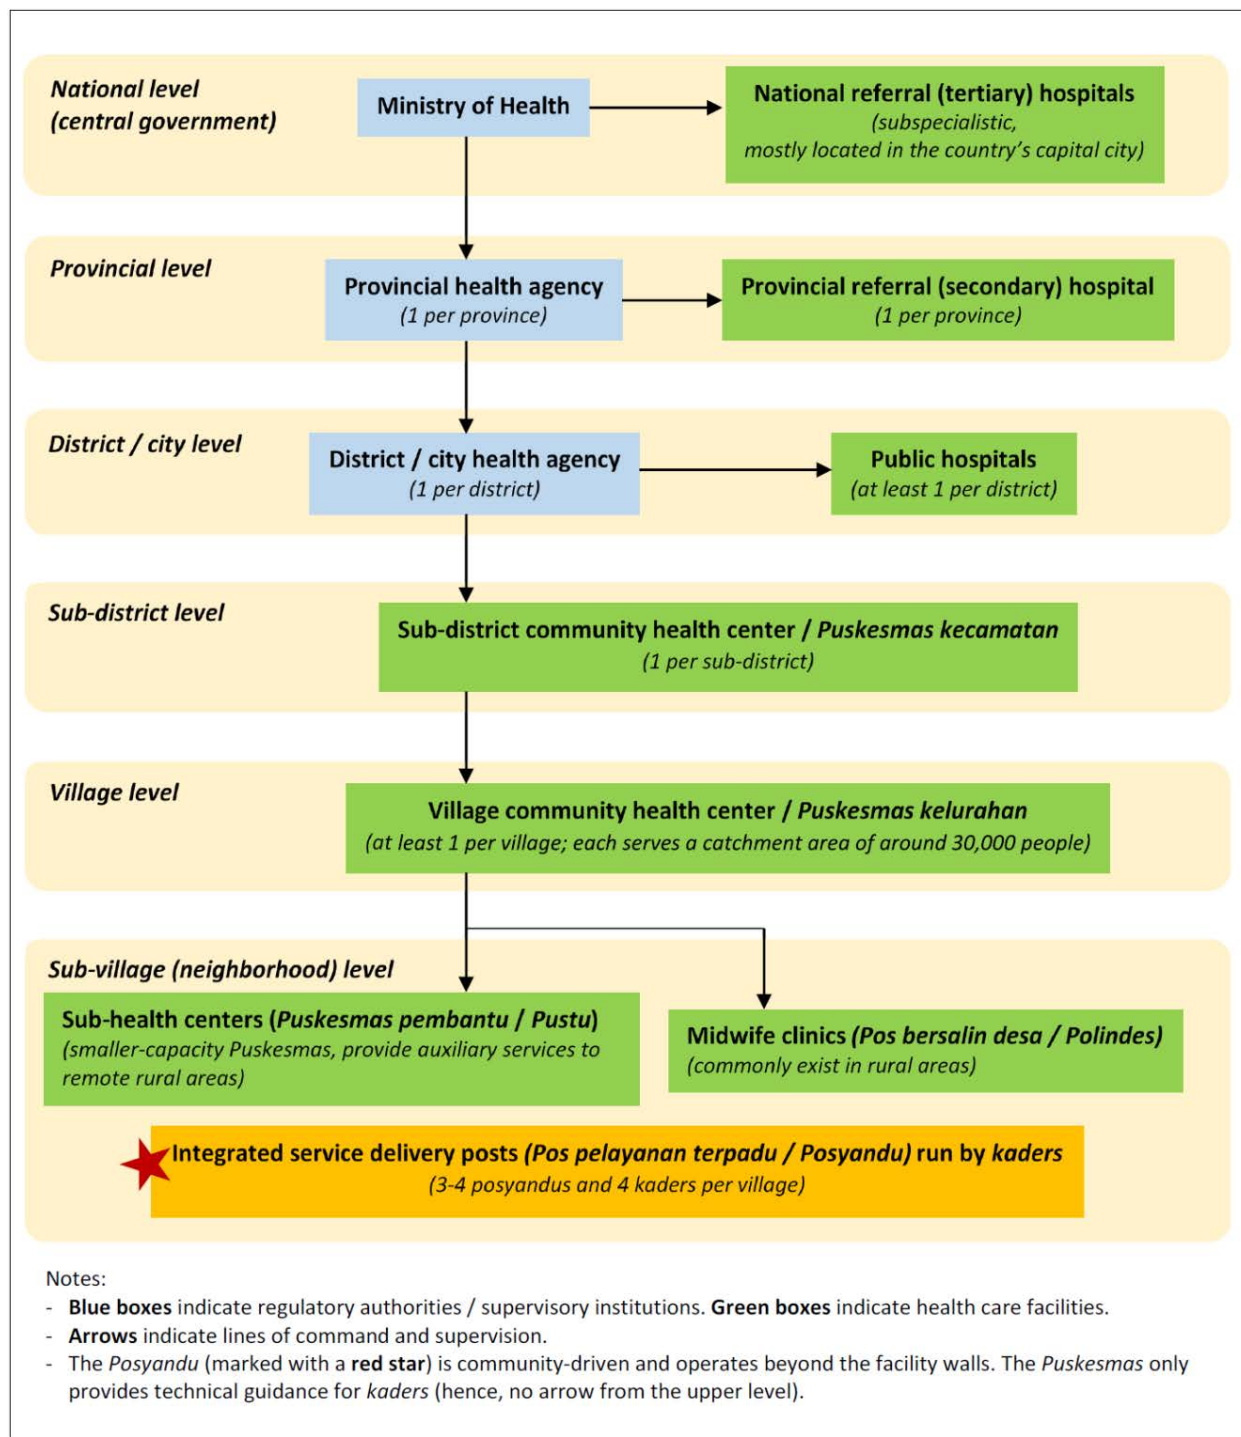 National level
(central government)
Ministry of Health
National referral (tertiary) hospitals
(subspecialistic,
mostly located in the country's capital city)
Provincial level
Provincial health agency
(1 per province)
Provincial referral (secondary) hospital
(1 per province)
District / city level
District / city health agency
(1 per district)
Public hospitals
(at least 1 per district)
Sub-district level
Sub-district community health center / Puskesmas kecamatan
(1 per sub-district)
Village level
Village community health center / Puskesmas kelurahan
(at least 1 per village; each serves a catchment area of around 30,000 people)
Sub-village (neighborhood) level
Sub-health centers (Puskesmas pembantu / Pustu)
(smaller-capacity Puskesmas, provide auxiliary services to
remote rural areas)
Midwife clinics (Pos bersalin desa / Polindes)
(commonly exist in rural areas)
Integrated service delivery posts (Pos pelayanan terpadu / Posyandu) run by kaders
(3-4 posyandus and 4 kaders per village)
Notes:
- Blue boxes indicate regulatory authorities / supervisory institutions. Green boxes indicate health care facilities.
- Arrows indicate lines of command and supervision.
- The Posyandu (marked with a red star) is community-driven and operates beyond the facility walls. The Puskesmas only
provides technical guidance for kaders (hence, no arrow from the upper level).